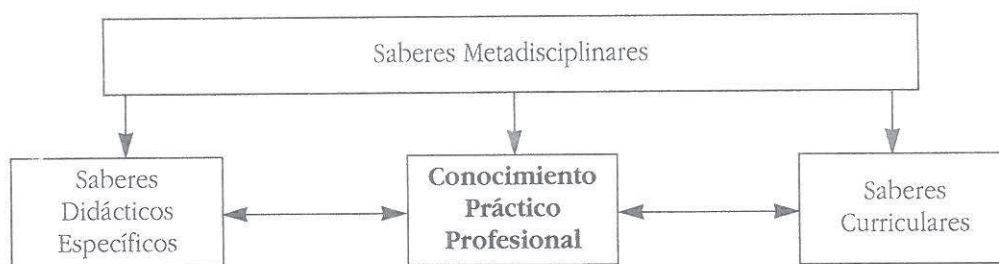 Saberes Metadisciplinares
Saberes
Didácticos
Específicos
Conocimiento
Práctico
Profesional
Saberes
Curriculares